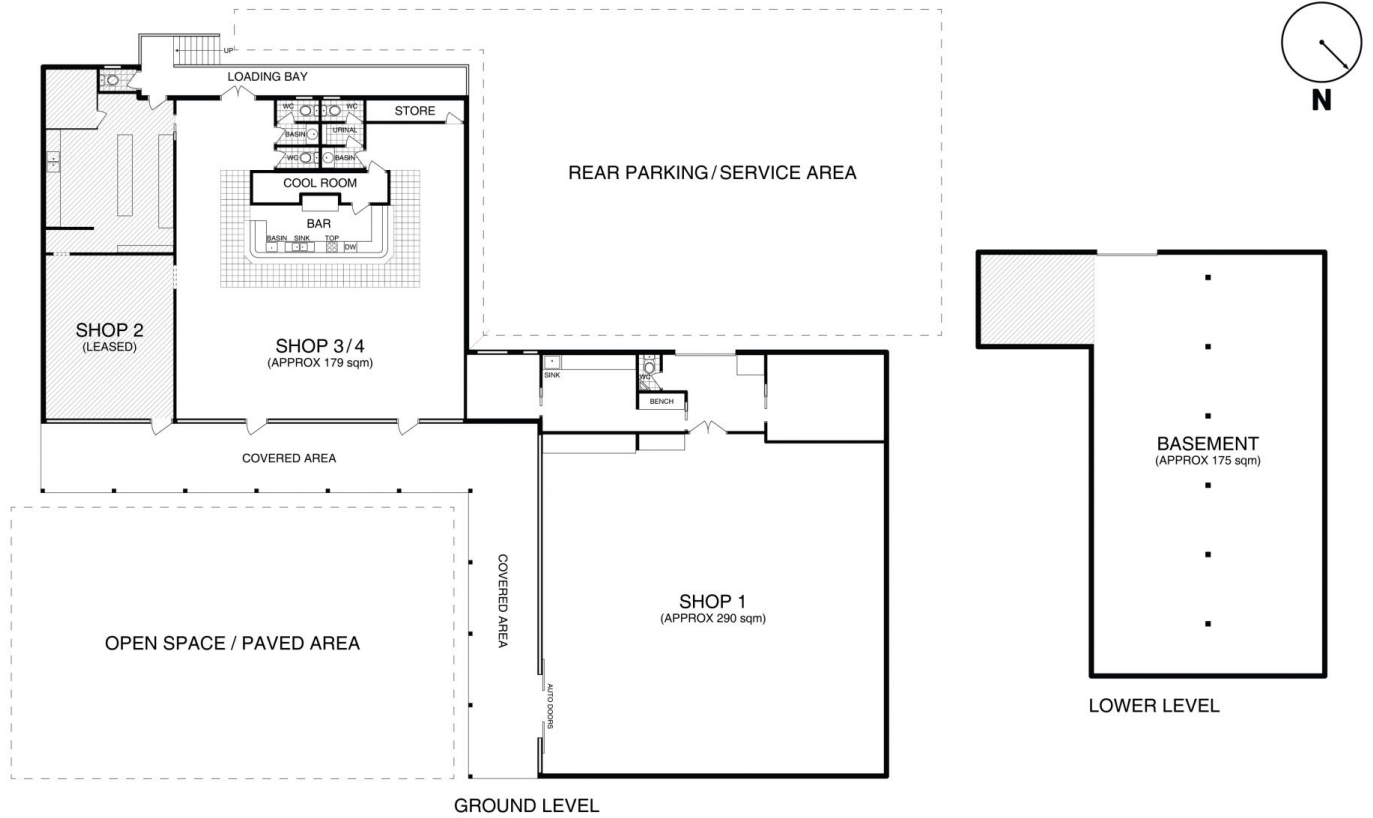 UP
LOADING BAY
N
WC
WC
STORE
BASIN
URINAL
WC
BASIN
REAR PARKING / SERVICE AREA
COOL ROOM
BAR
BASIN
SINK
TOP
DW
SHOP 2
(LEASED)
SHOP 3/4
(APPROX 179 sqm)
SINK
WC
BENCH
COVERED AREA
BASEMENT
(APPROX 175 sqm)
COVERED AREA
SHOP 1
(APPROX 290 sqm)
OPEN SPACE / PAVED AREA
AUTO DOORS
LOWER LEVEL
GROUND LEVEL